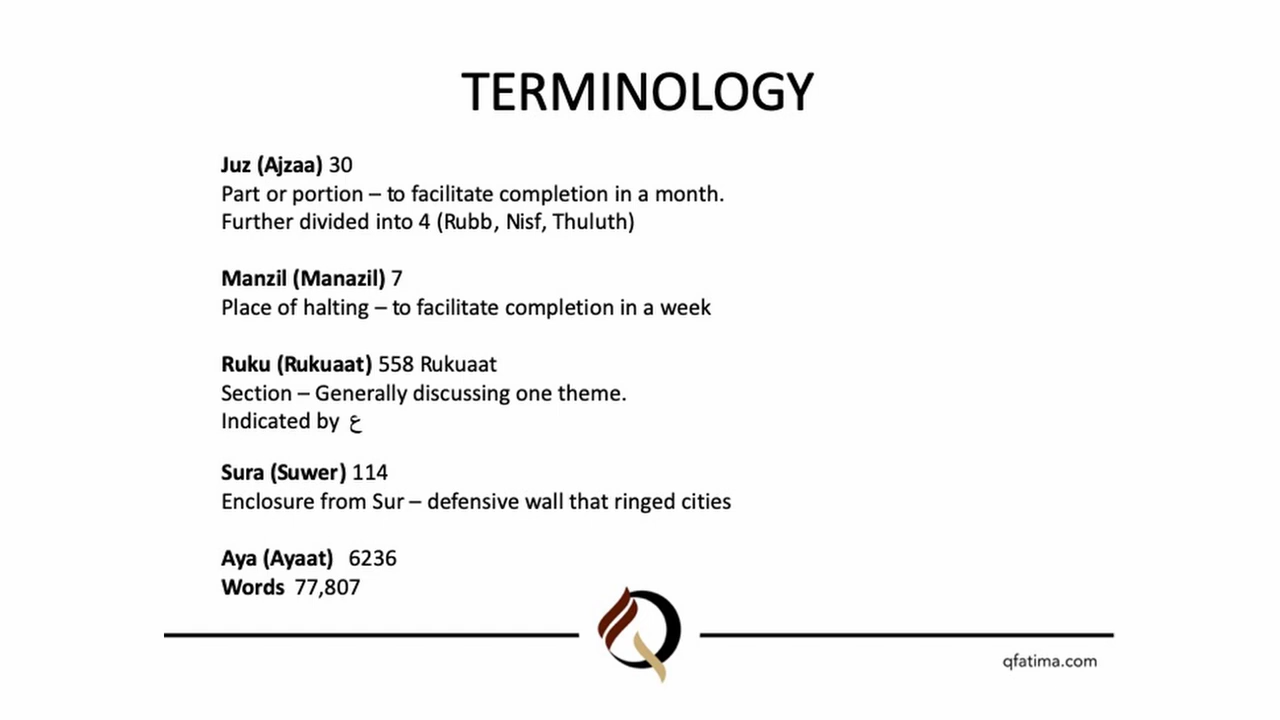 TERMINOLOGY
Juz (Ajzaa) 30
Part or portion – to facilitate completion in a month.
Further divided into 4 (Rubb, Nisf, Thuluth)
Manzil (Manazil) 7
Place of halting – to facilitate completion in a week
Ruku (Rukuaat) 558 Rukuaat
Section – Generally discussing one theme.
Indicated by ع
Sura (Suwer) 114
Enclosure from Sur – defensive wall that ringed cities
Aya (Ayaat) 6236
Words 77,807
qfatima.com